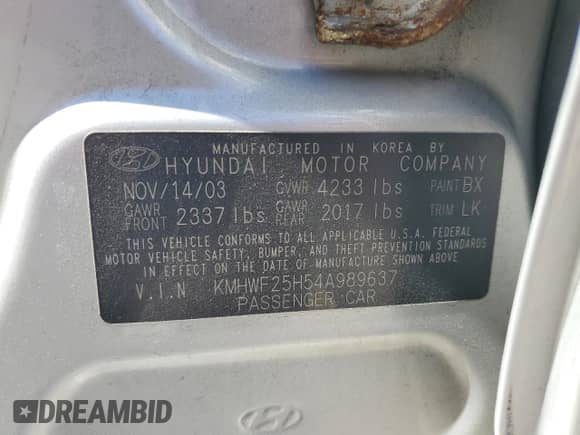 MANUFACTURED IN KOREA BY
HYUNDAI MOTOR COMPANY
NOV/14/03 GVWR 4233 lbs PAINT BX
GAWR FRONT 2337 lbs GAWR REAR 2017 lbs TRIM LK
THIS VEHICLE CONFORMS TO ALL APPLICABLE U.S.A. FEDERAL
MOTOR VEHICLE SAFETY, BUMPER, AND THEFT PREVENTION STANDARDS
IN EFFECT ON THE DATE OF MANUFACTURE SHOWN ABOVE
V.I.N KMHWF25H54A989637
PASSENGER CAR
DREAMBID